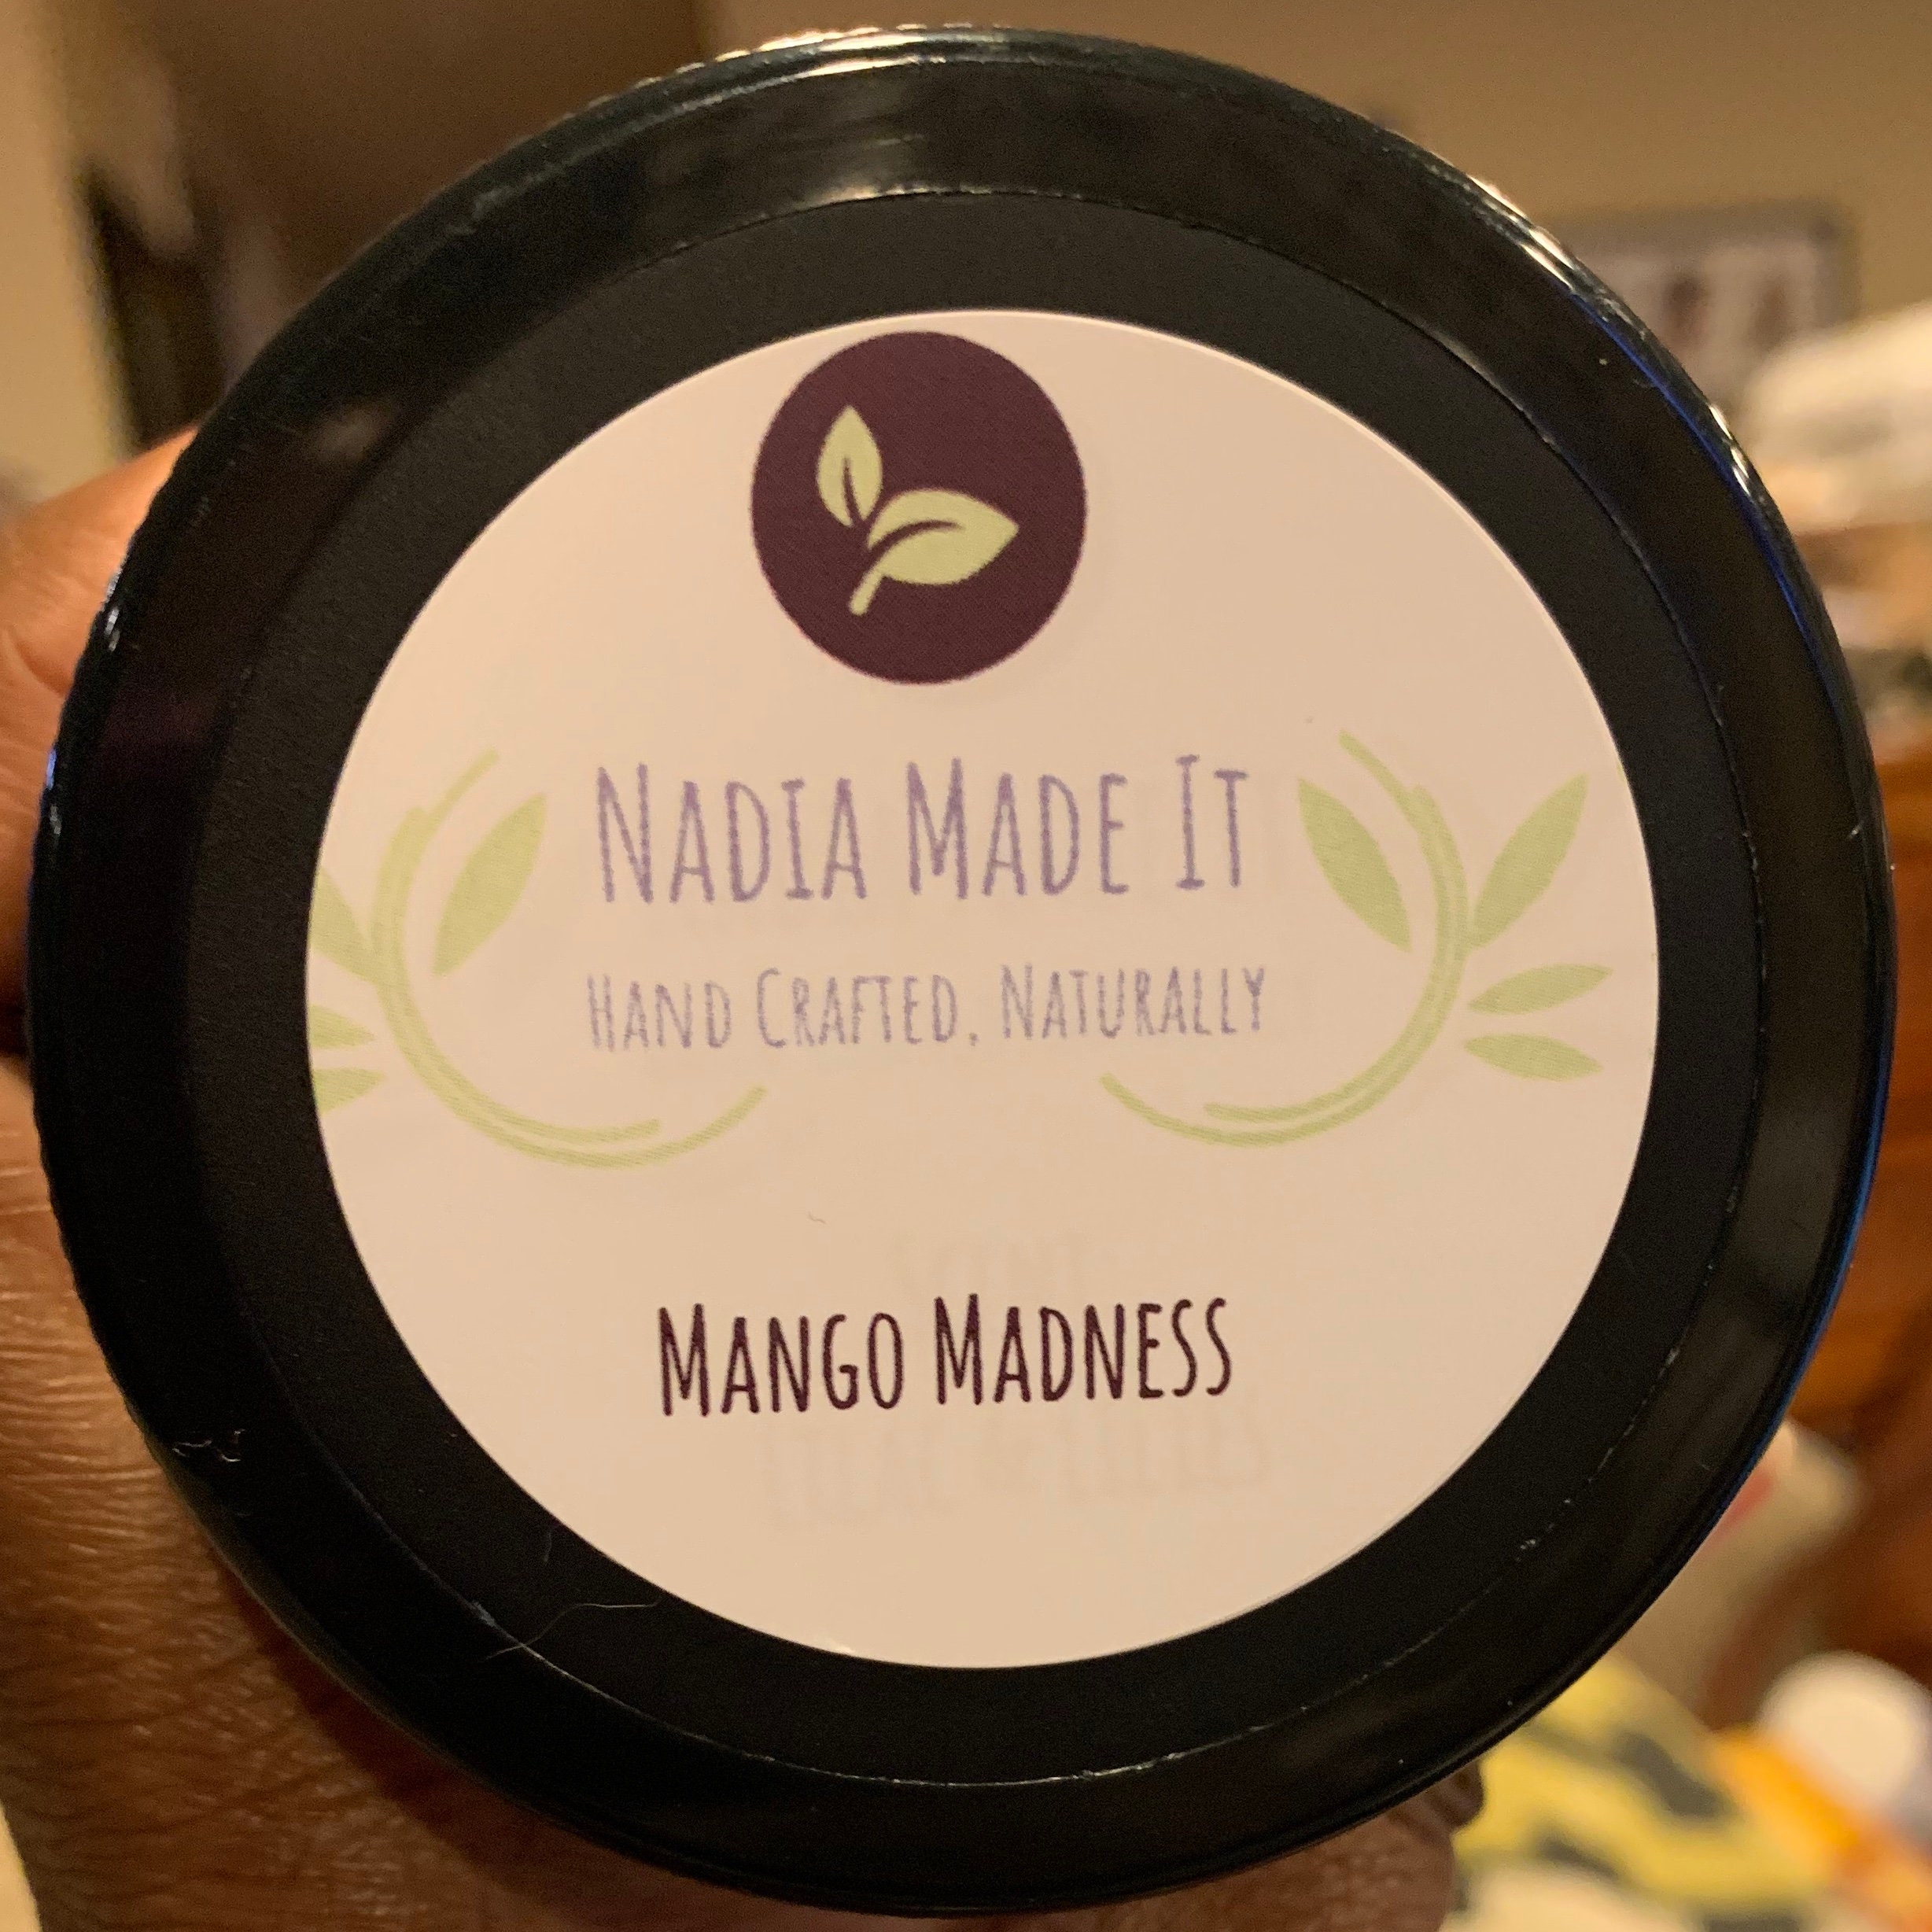 Nadia Made It
Hand Crafted, Naturally
Mango Madness